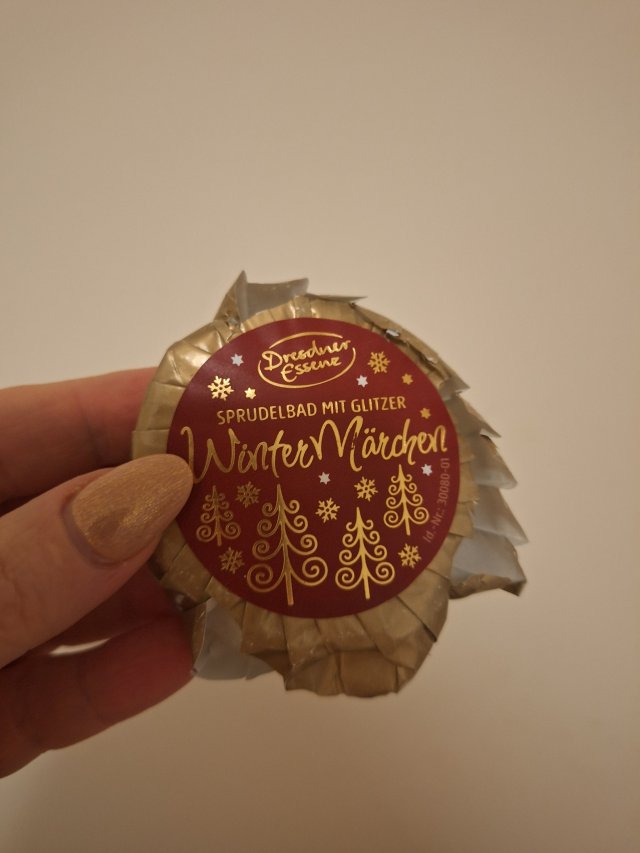 Dresdner
Essenz
SPRUDELBAD MIT GLITZER
WinterMärchen
Id.-Nr.: 30080-01